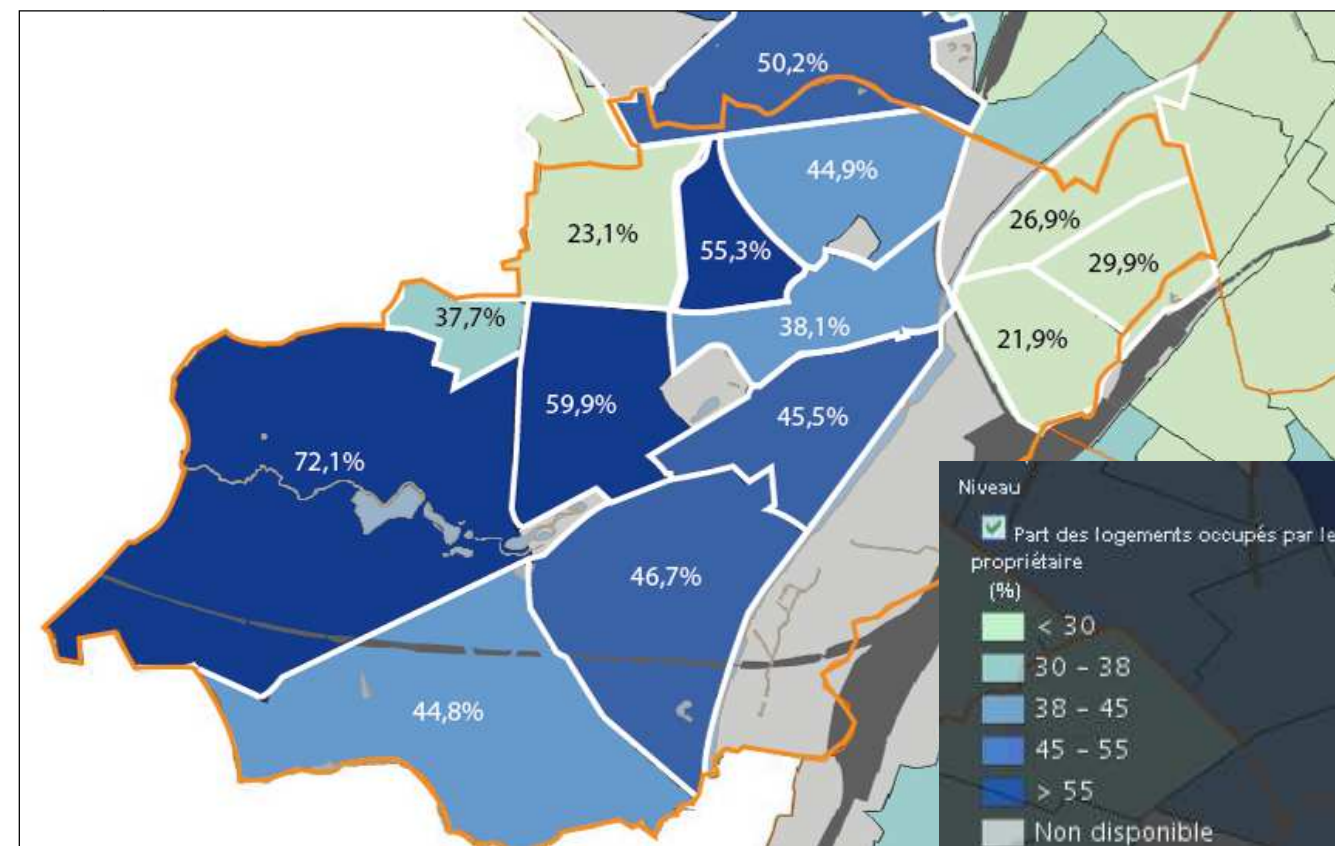 50,2%
44,9%
26,9%
23,1%
55,3%
29,9%
37,7%
38,1%
21,9%
59,9%
45,5%
72,1%
46,7%
44,8%
Niveau
Part des logements occupés par le
propriétaire
(%)
< 30
30 – 38
38 – 45
45 – 55
> 55
Non disponible